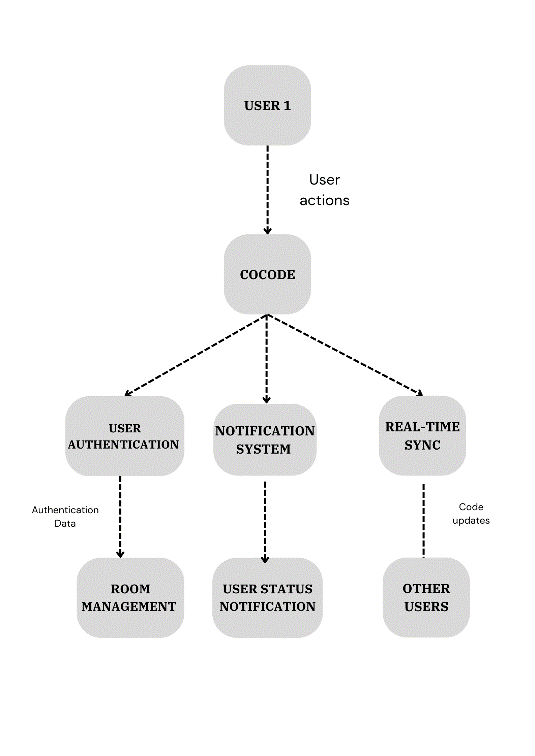 USER 1
User
actions
COCODE
USER
AUTHENTICATION
NOTIFICATION
SYSTEM
REAL-TIME
SYNC
Authentication
Data
Code
updates
ROOM
MANAGEMENT
USER STATUS
NOTIFICATION
OTHER
USERS